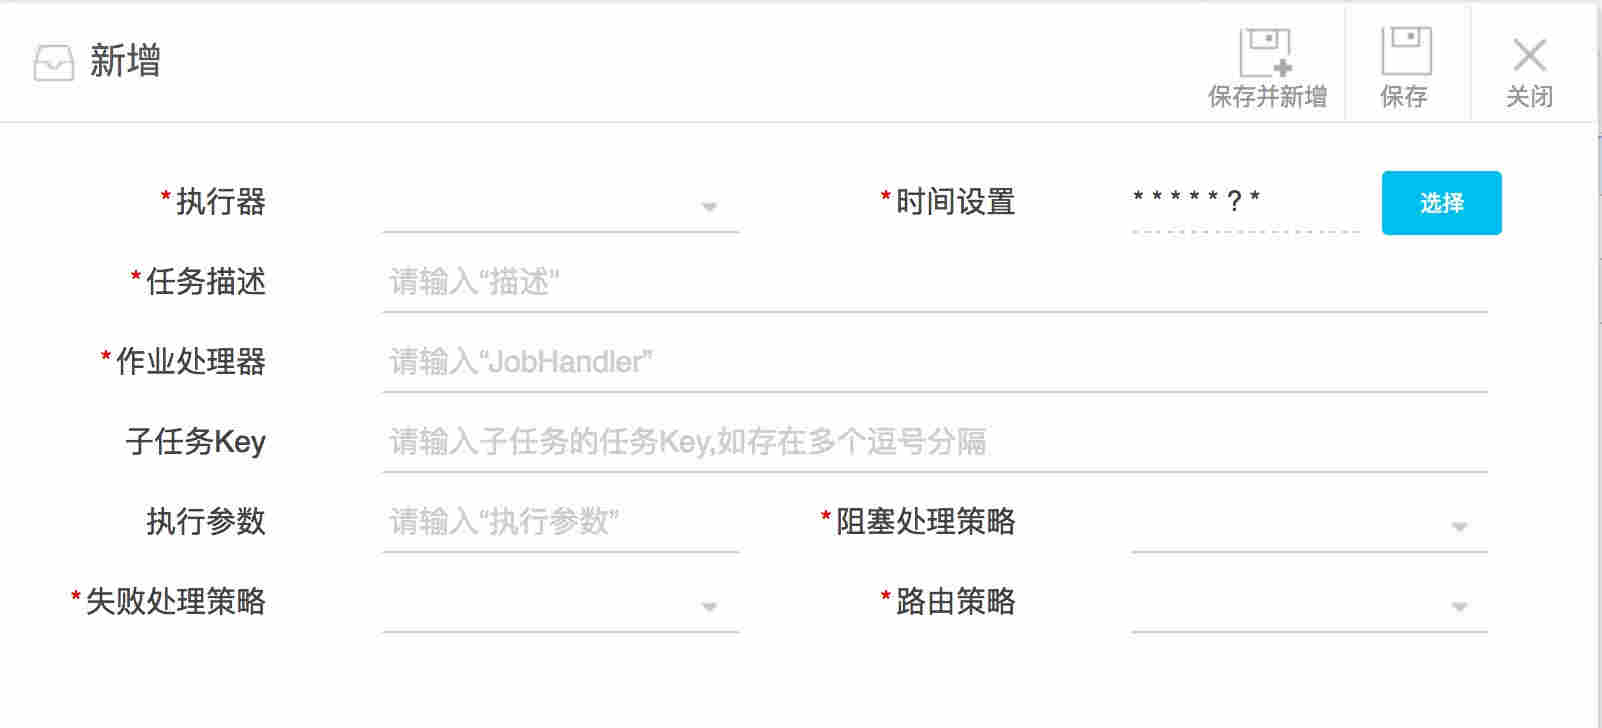 新增
保存并新增 保存 关闭
*执行器 *时间设置 * * * * * ? * 选择
*任务描述 请输入“描述”
*作业处理器 请输入“JobHandler”
子任务Key 请输入子任务的任务Key,如存在多个逗号分隔
执行参数 请输入“执行参数” *阻塞处理策略
*失败处理策略 *路由策略